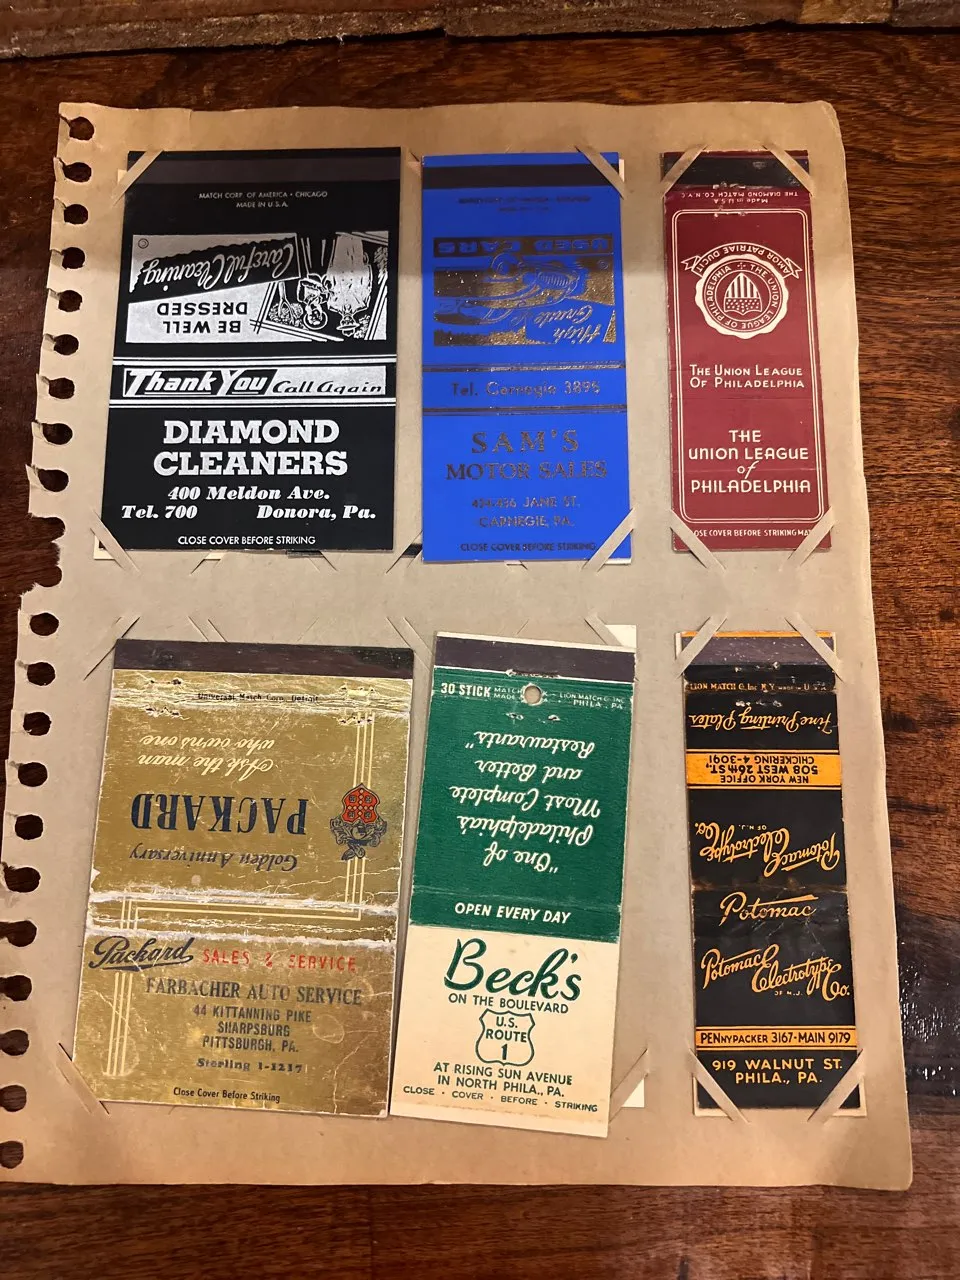 MATCH CORP. OF AMERICA • CHICAGO
MADE IN U.S.A.
Careful Cleaning
BE WELL
DRESSED
Thank You Call Again
DIAMOND
CLEANERS
400 Meldon Ave.
Tel. 700 Donora, Pa.
CLOSE COVER BEFORE STRIKING
USED CARS
High
Grade
Tel. Carnegie 3896
SAM'S
MOTOR SALES
JANE ST.
CARNEGIE, PA.
CLOSE COVER BEFORE STRIKING
THE DIAMOND MATCH CO. N.Y.C.
Made in U.S.A.
AMOR PATRIAE DUCIT
THE UNION LEAGUE OF PHILADELPHIA
THE UNION LEAGUE
OF PHILADELPHIA
THE
UNION LEAGUE
of
PHILADELPHIA
OSE COVER BEFORE STRIKING MA
Universal Match Corp., Detroit
Ask the man
who owns one
PACKARD
Golden Anniversary
Packard SALES & SERVICE
FARBACHER AUTO SERVICE
44 KITTANNING PIKE
SHARPSBURG
PITTSBURGH, PA.
Sterling 1-1217
Close Cover Before Striking
30 STICK MATCH LION MATCH CO. INC
MADE PHILA., PA
"One of
Philadelphia's
Most Complete
and Better
Restaurants"
OPEN EVERY DAY
Beck's
ON THE BOULEVARD
U.S.
ROUTE
1
AT RISING SUN AVENUE
IN NORTH PHILA., PA.
CLOSE • COVER • BEFORE • STRIKING
LION MATCH CO. Inc N.Y. MADE IN U.S.A.
Fine Printing Plates
NEW YORK OFFICE
508 WEST 26th ST.,
CHICKERING 4-3091
Potomac
Electrotype
Co.
OF N.J.
Potomac
Potomac
Electrotype
Co.
OF N.J.
PENNYPACKER 3167-MAIN 9179
919 WALNUT ST.
PHILA., PA.